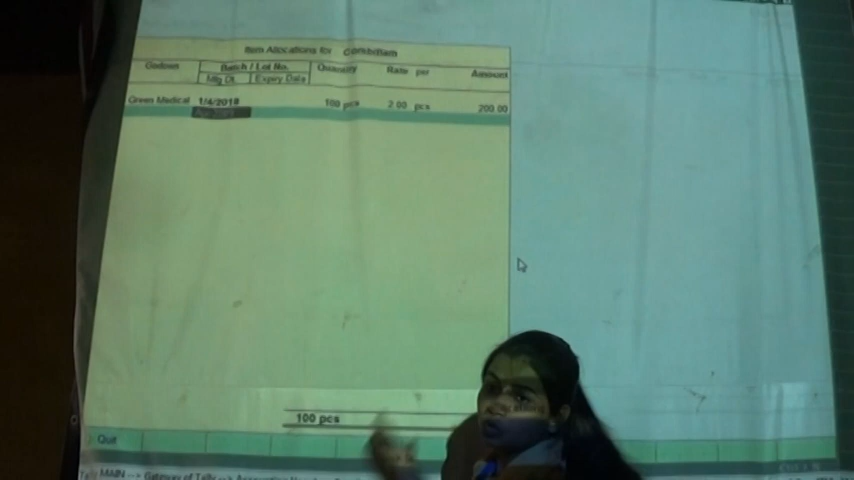 Item Allocations for Combiflam
Godown Batch / Lot No. Quantity Rate per Amount
Mfg Dt. Expiry Date
Green Medical 1/4/2018 100 pcs 2.00 pcs 200.00
100 pcs
Quit
MAIN --> Gateway of Tally -->